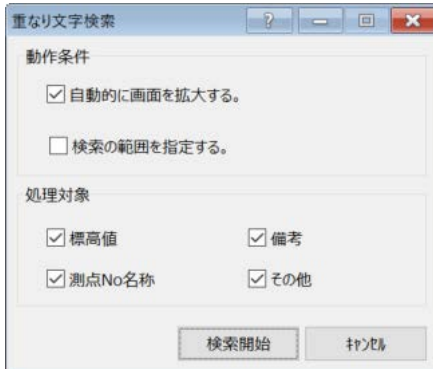 重なり文字検索
動作条件
自動的に画面を拡大する。
検索の範囲を指定する。
処理対象
標高値 備考
測点No名称 その他
検索開始 ｷｬﾝｾﾙ